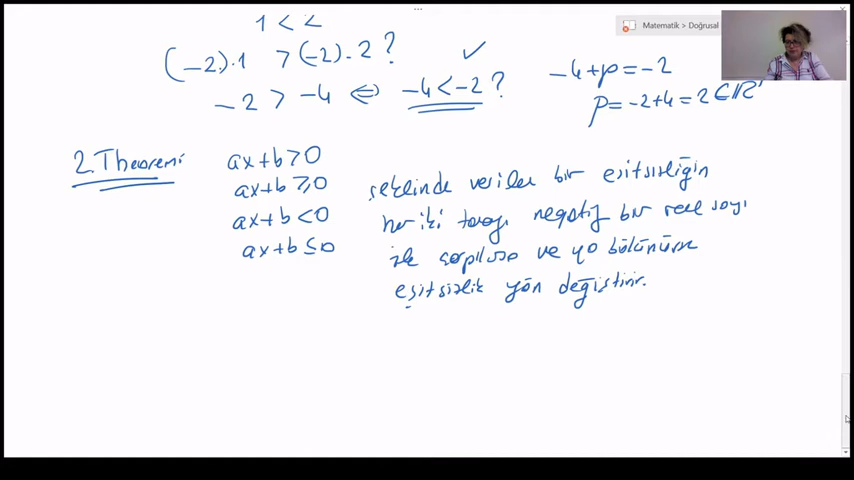 1 < 2
(-2).1 > (-2).2 ?
✓
-2 > -4 ⇔ -4 < -2 ?
-4+p = -2
p = -2+4 = 2 ∈ IR⁺
Matematik > Doğrusal
2.Theoremi
ax+b > 0
ax+b ≥ 0
ax+b < 0
ax+b ≤ 0
şeklinde verilen bir eşitsizliğin
her iki tarafı negatif bir reel sayı
ile çarpılırsa ve ya bölünürse
eşitsizlik yön değiştirir.